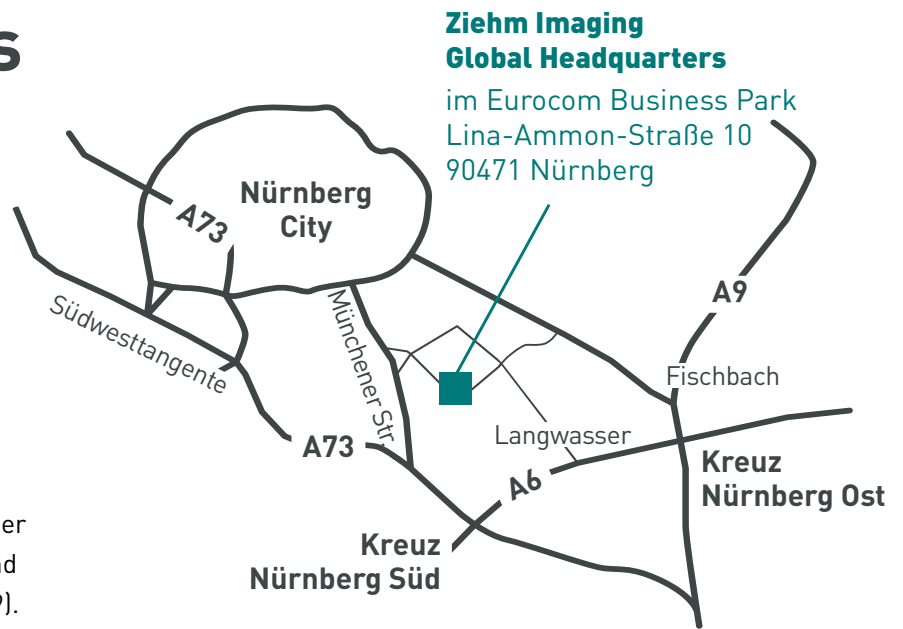 s
Ziehm Imaging
Global Headquarters
im Eurocom Business Park
Lina-Ammon-Straße 10
90471 Nürnberg
Nürnberg
City
A73
A9
Südwesttangente
Münchener Str.
Fischbach
Langwasser
A73
A6
Kreuz
Nürnberg Ost
Kreuz
Nürnberg Süd
er
d
).